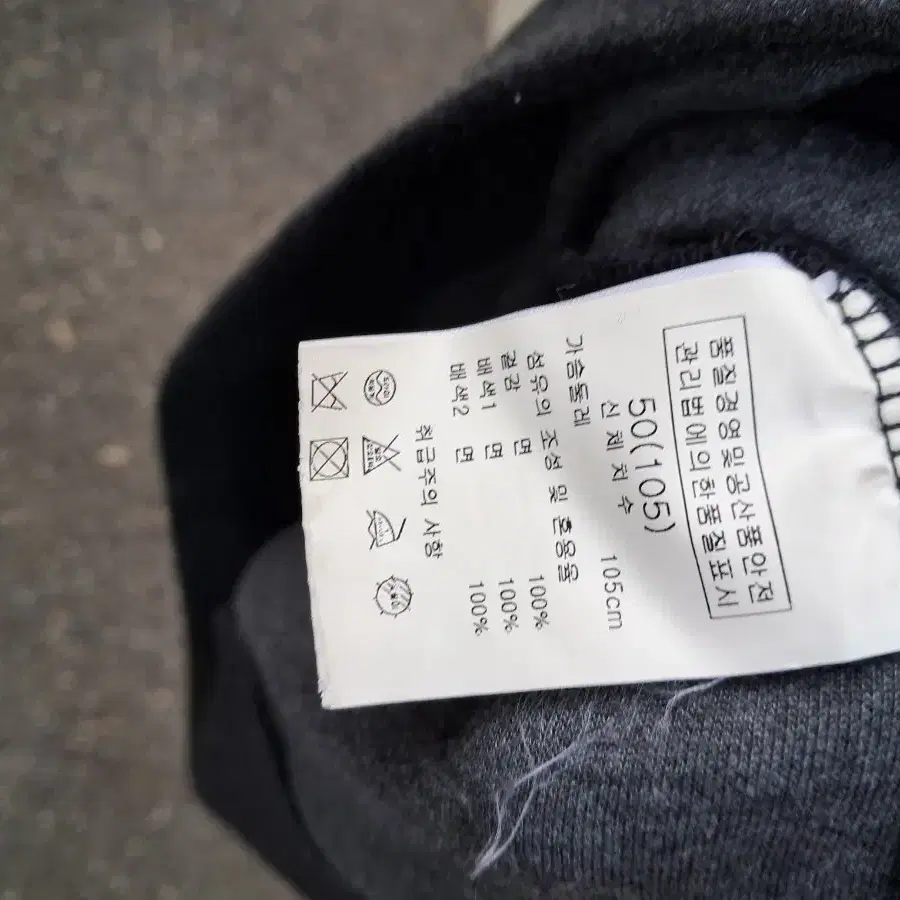 품질경영및공산품안전
관리법에의한품질표시
50(105)
신 체 치 수
가슴둘레 105cm
섬유의 조성 및 혼용율
겉감 면 100%
배색1 면 100%
배색2 면 100%
취급주의 사항